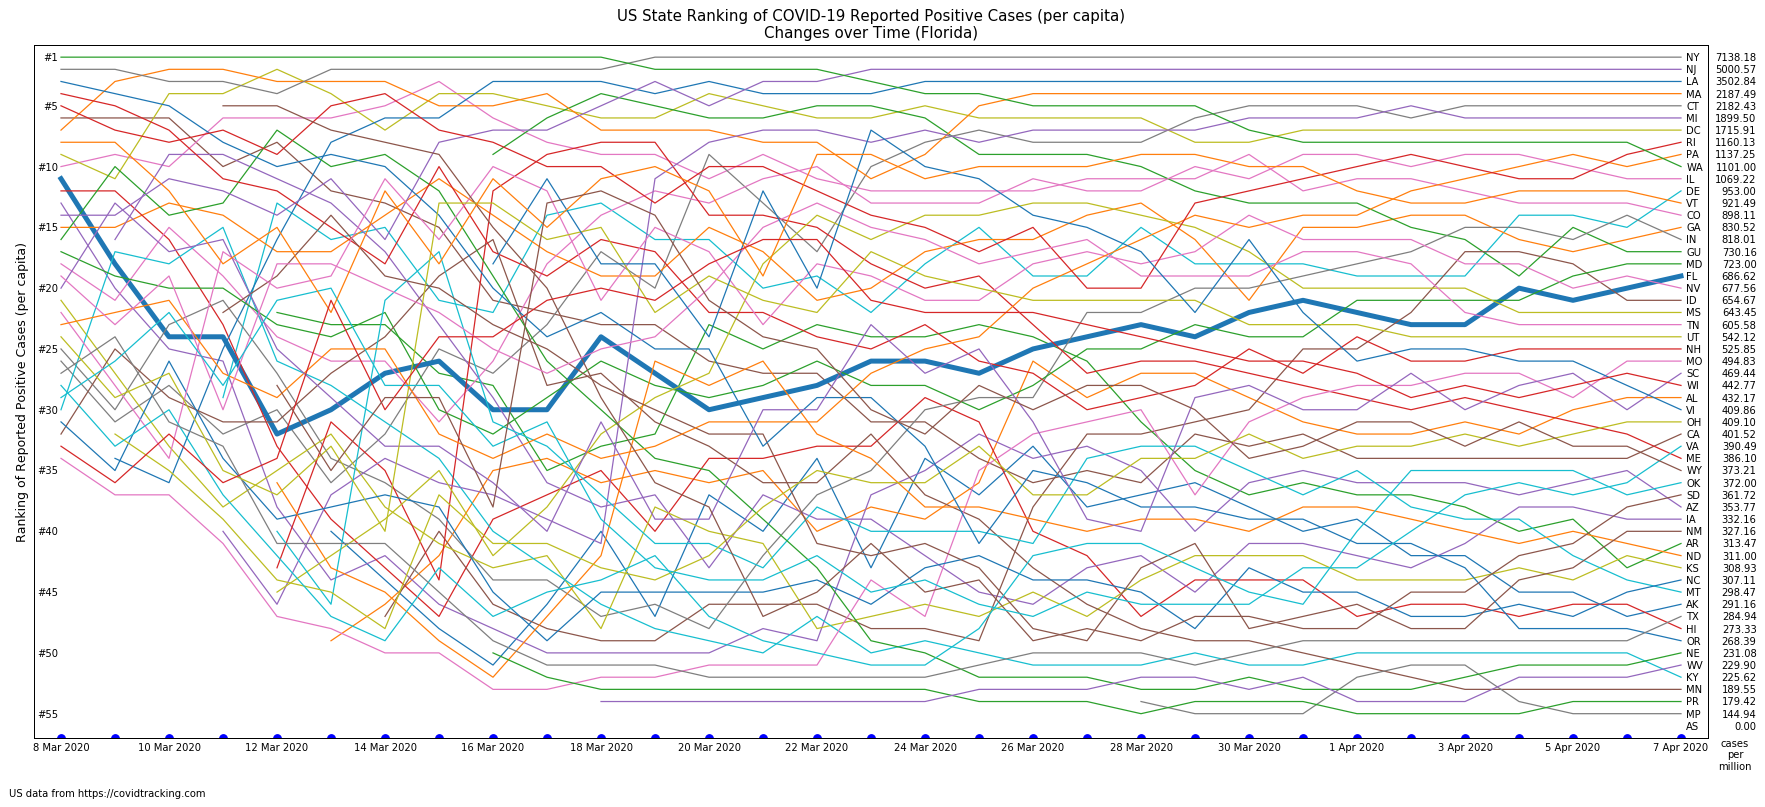 US State Ranking of COVID-19 Reported Positive Cases (per capita)
Changes over Time (Florida)
Ranking of Reported Positive Cases (per capita)
#1
#5
#10
#15
#20
#25
#30
#35
#40
#45
#50
#55
NY 7138.18
NJ 5000.57
LA 3502.84
MA 2187.49
CT 2182.43
MI 1899.50
DC 1715.91
RI 1160.13
PA 1137.25
WA 1101.00
IL 1069.22
DE 953.00
VT 921.49
CO 898.11
GA 830.52
IN 818.01
GU 730.16
MD 723.00
FL 686.62
NV 677.56
ID 654.67
MS 643.45
TN 605.58
UT 542.12
NH 525.85
MO 494.83
SC 469.44
WI 442.77
AL 432.17
VI 409.86
OH 409.10
CA 401.52
VA 390.49
ME 386.10
WY 373.21
OK 372.00
SD 361.72
AZ 353.77
IA 332.16
NM 327.16
AR 313.47
ND 311.00
KS 308.93
NC 307.11
MT 298.47
AK 291.16
TX 284.94
HI 273.33
OR 268.39
NE 231.08
WV 229.90
KY 225.62
MN 189.55
PR 179.42
MP 144.94
AS 0.00
8 Mar 2020 10 Mar 2020 12 Mar 2020 14 Mar 2020 16 Mar 2020 18 Mar 2020 20 Mar 2020 22 Mar 2020 24 Mar 2020 26 Mar 2020 28 Mar 2020 30 Mar 2020 1 Apr 2020 3 Apr 2020 5 Apr 2020 7 Apr 2020
cases
per
million
US data from https://covidtracking.com